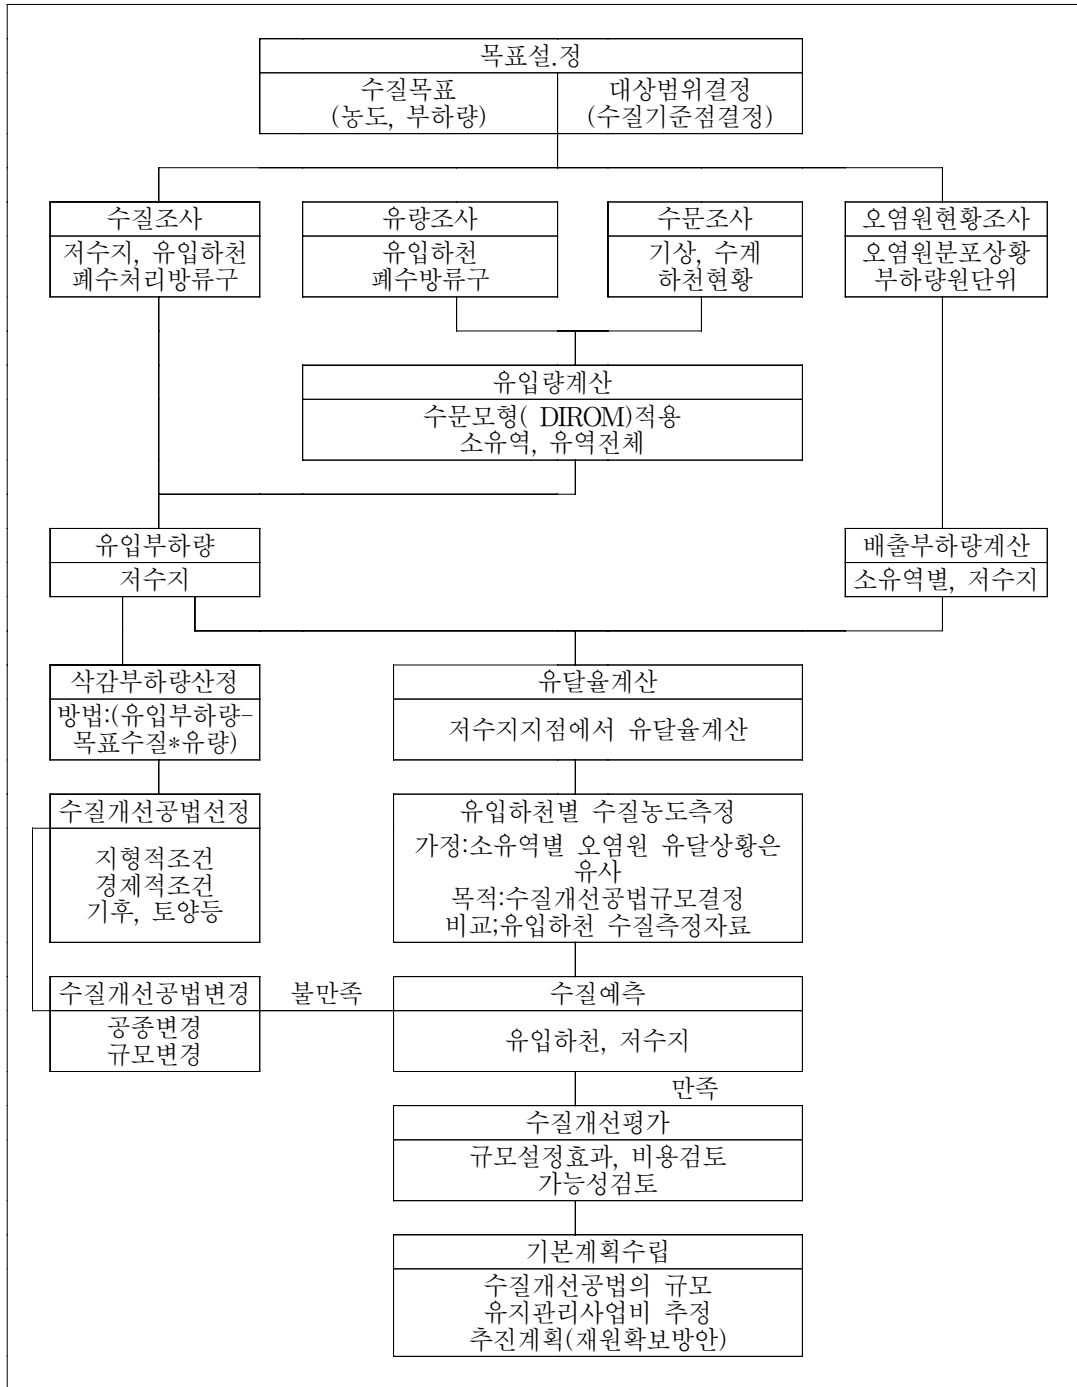 목표설.정
수질목표
(농도, 부하량)
대상범위결정
(수질기준점결정)
수질조사
저수지, 유입하천
폐수처리방류구
유량조사
유입하천
폐수방류구
수문조사
기상, 수계
하천현황
오염원현황조사
오염원분포상황
부하량원단위
유입량계산
수문모형( DIROM)적용
소유역, 유역전체
유입부하량
저수지
배출부하량계산
소유역별, 저수지
삭감부하량산정
방법:(유입부하량-
목표수질*유량)
유달율계산
저수지지점에서 유달율계산
수질개선공법선정
지형적조건
경제적조건
기후, 토양등
유입하천별 수질농도측정
가정:소유역별 오염원 유달상황은
유사
목적:수질개선공법규모결정
비교;유입하천 수질측정자료
수질개선공법변경
공종변경
규모변경
불만족
수질예측
유입하천, 저수지
만족
수질개선평가
규모설정효과, 비용검토
가능성검토
기본계획수립
수질개선공법의 규모
유지관리사업비 추정
추진계획(재원확보방안)